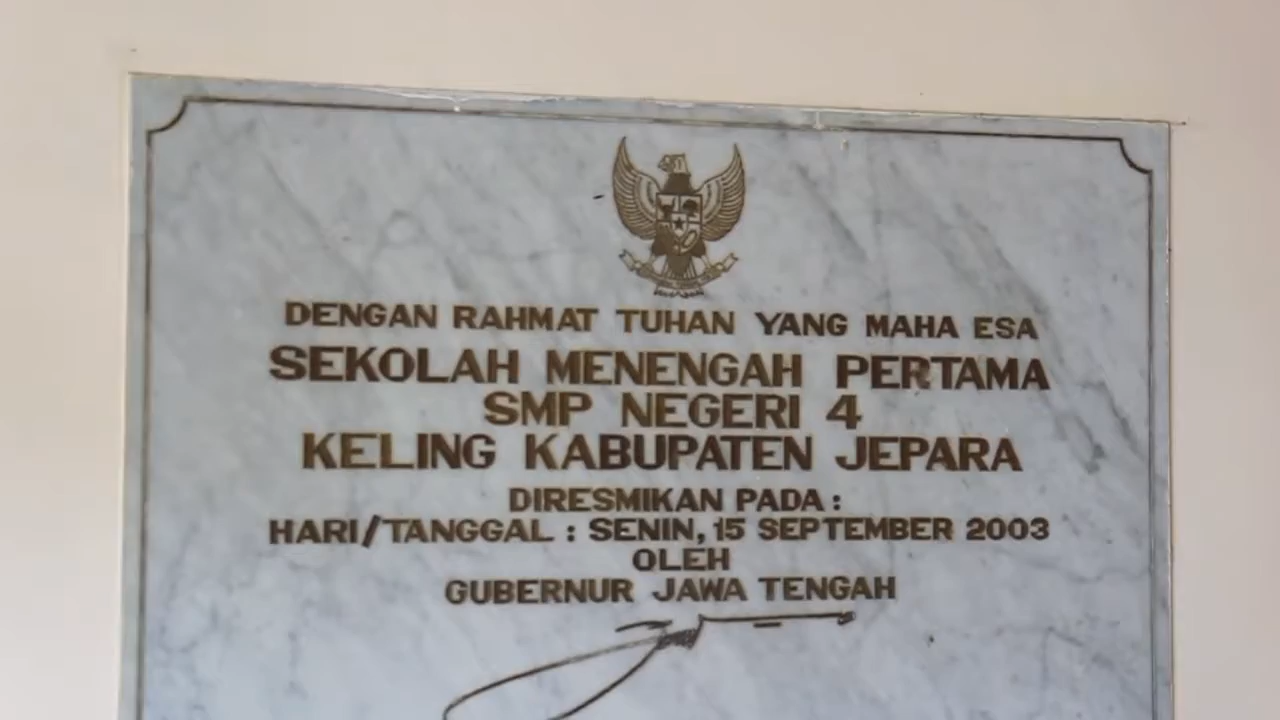 DENGAN RAHMAT TUHAN YANG MAHA ESA
SEKOLAH MENENGAH PERTAMA
SMP NEGERI 4
KELING KABUPATEN JEPARA
DIRESMIKAN PADA :
HARI/TANGGAL : SENIN, 15 SEPTEMBER 2003
OLEH
GUBERNUR JAWA TENGAH